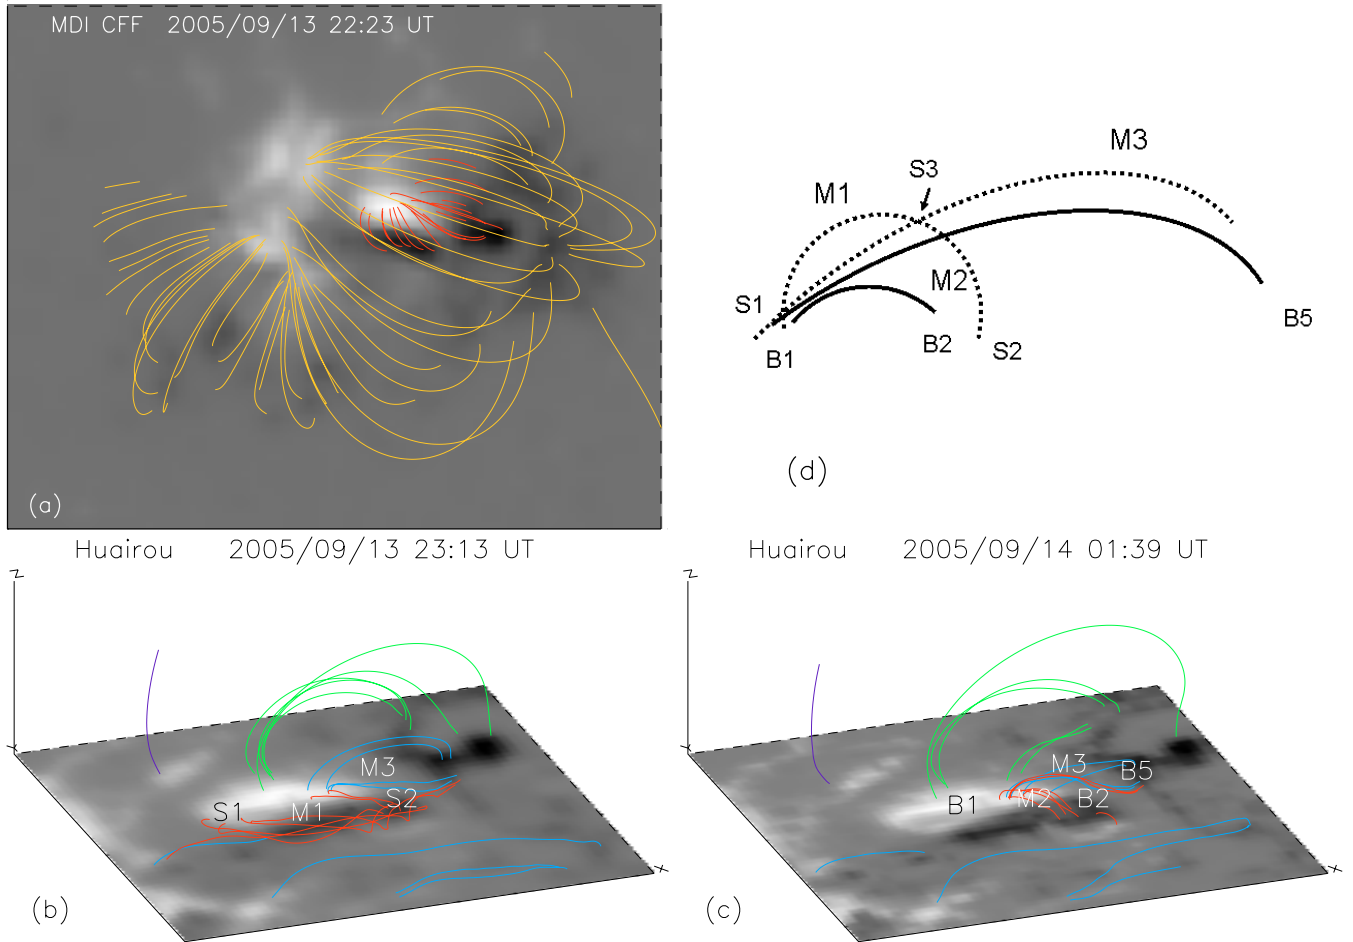 MDI CFF 2005/09/13 22:23 UT
(a)
M3
S3
M1
M2
S1
B1
B2
S2
B5
(d)
Huairou 2005/09/13 23:13 UT
Z
Y
X
M3
S1
M1
S2
(b)
Huairou 2005/09/14 01:39 UT
Z
Y
X
M3
B5
B1
M2
B2
(c)